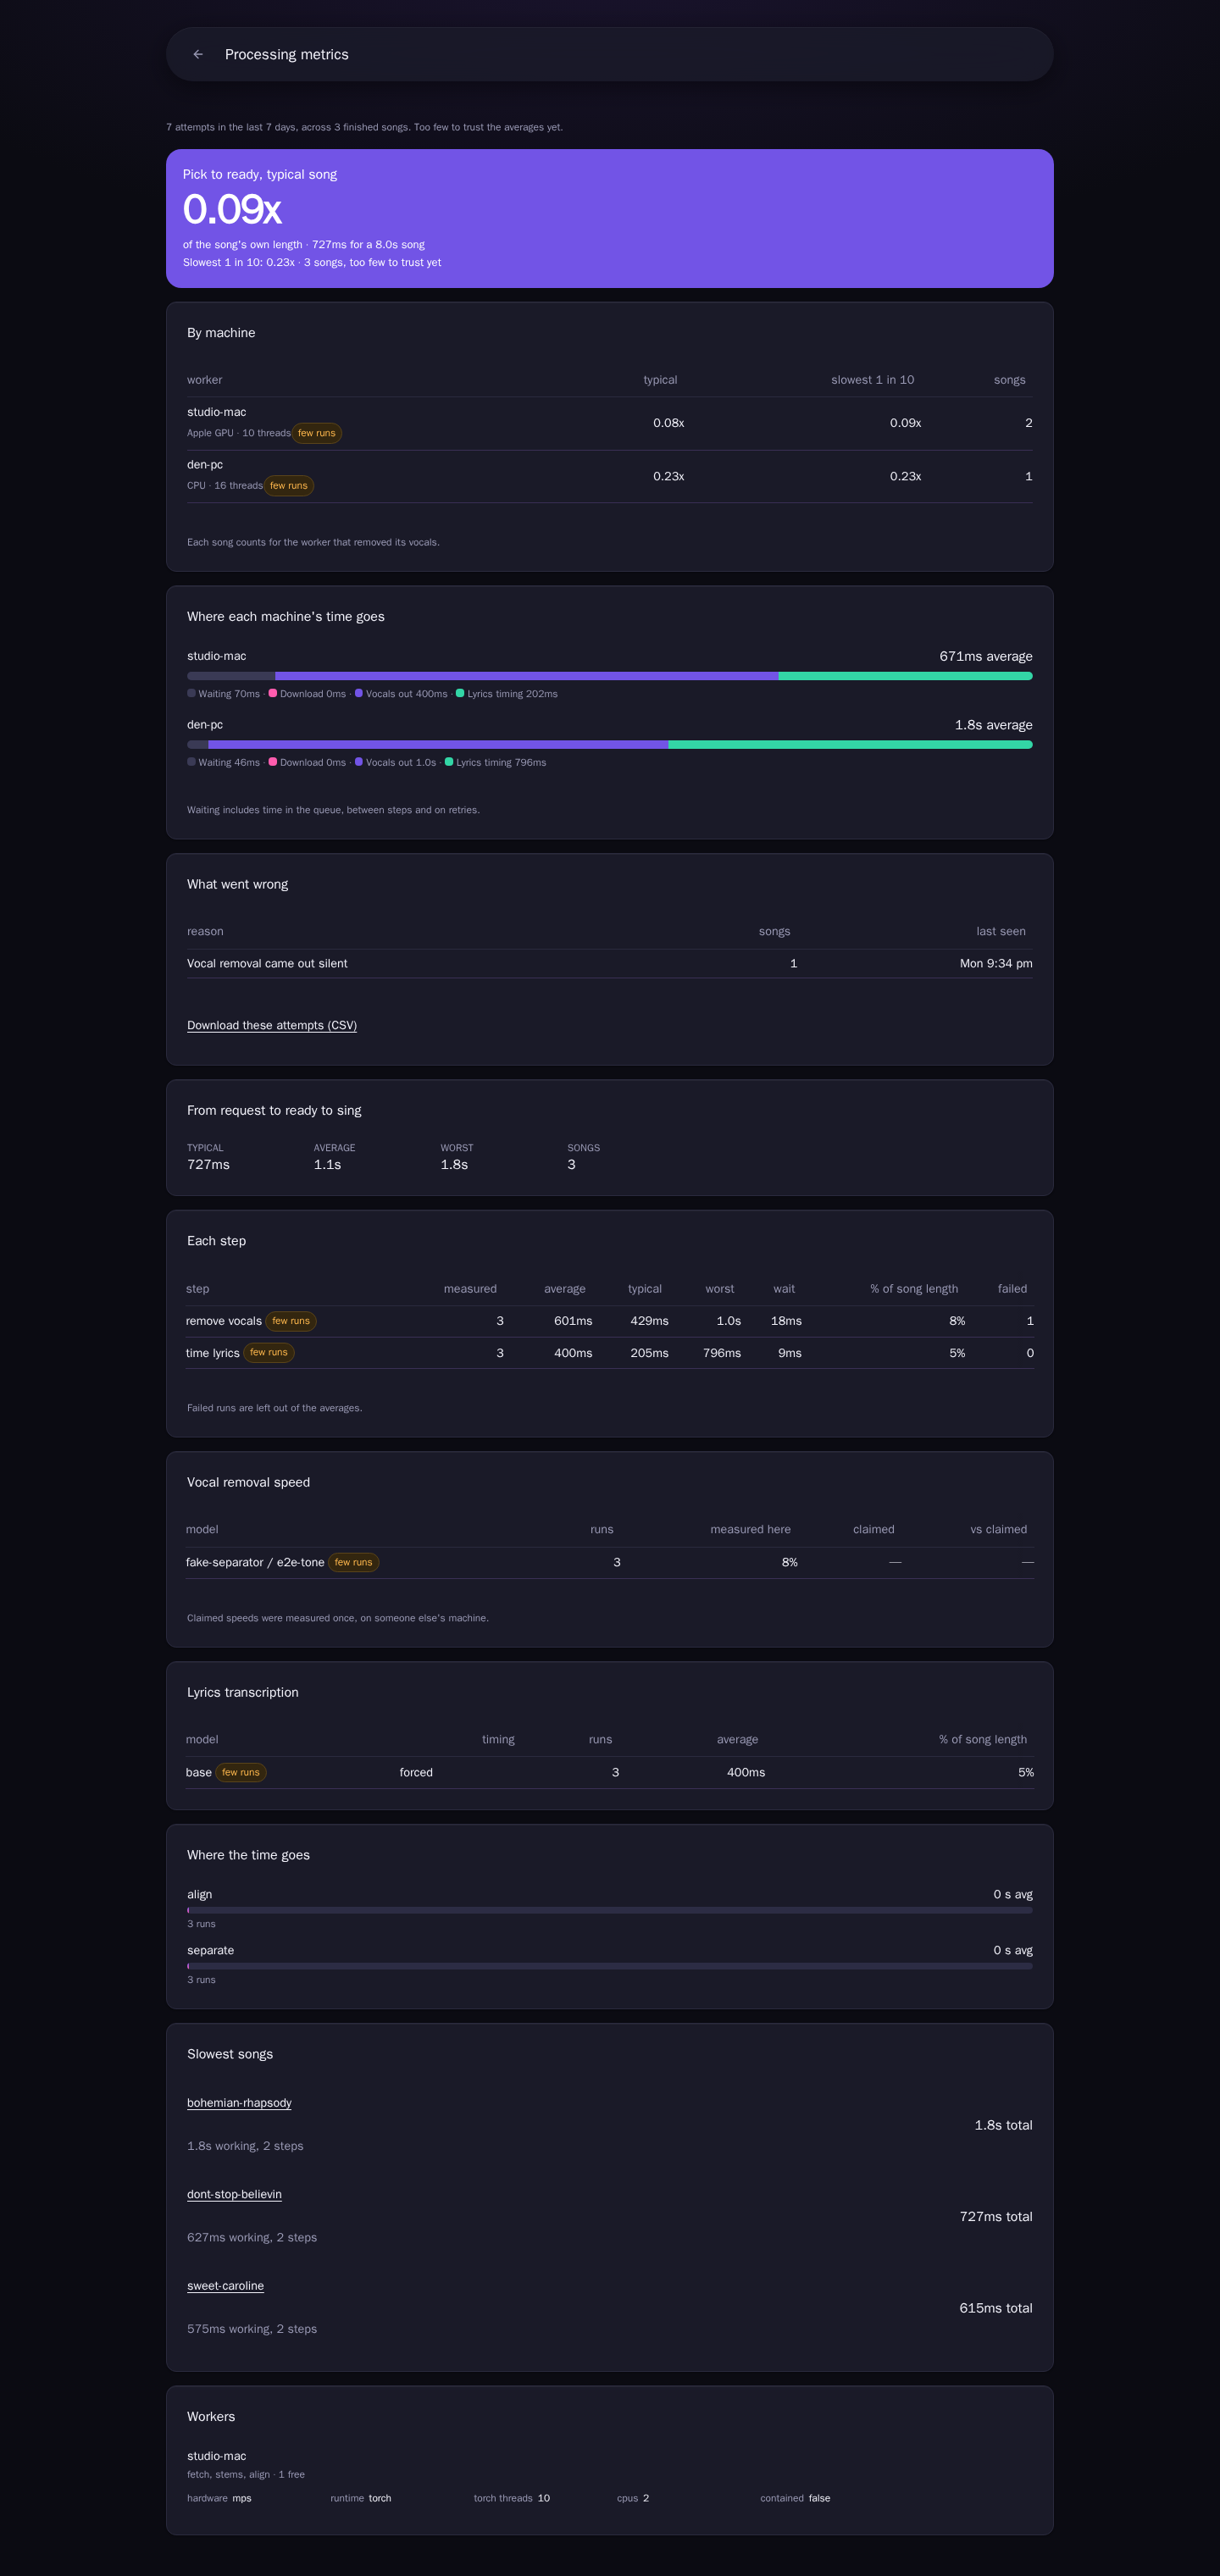 Processing metrics
7 attempts in the last 7 days, across 3 finished songs. Too few to trust the averages yet.
Pick to ready, typical song
0.09x
of the song's own length · 727ms for a 8.0s song
Slowest 1 in 10: 0.23x · 3 songs, too few to trust yet
By machine
worker typical slowest 1 in 10 songs
studio-mac
Apple GPU · 10 threads few runs 0.08x 0.09x 2
den-pc
CPU · 16 threads few runs 0.23x 0.23x 1
Each song counts for the worker that removed its vocals.
Where each machine's time goes
studio-mac 671ms average
Waiting 70ms · Download 0ms · Vocals out 400ms · Lyrics timing 202ms
den-pc 1.8s average
Waiting 46ms · Download 0ms · Vocals out 1.0s · Lyrics timing 796ms
Waiting includes time in the queue, between steps and on retries.
What went wrong
reason songs last seen
Vocal removal came out silent 1 Mon 9:34 pm
Download these attempts (CSV)
From request to ready to sing
TYPICAL AVERAGE WORST SONGS
727ms 1.1s 1.8s 3
Each step
step measured average typical worst wait % of song length failed
remove vocals few runs 3 601ms 429ms 1.0s 18ms 8% 1
time lyrics few runs 3 400ms 205ms 796ms 9ms 5% 0
Failed runs are left out of the averages.
Vocal removal speed
model runs measured here claimed vs claimed
fake-separator / e2e-tone few runs 3 8% — —
Claimed speeds were measured once, on someone else's machine.
Lyrics transcription
model timing runs average % of song length
base few runs forced 3 400ms 5%
Where the time goes
align 0 s avg
3 runs
separate 0 s avg
3 runs
Slowest songs
bohemian-rhapsody
1.8s total
1.8s working, 2 steps
dont-stop-believin
727ms total
627ms working, 2 steps
sweet-caroline
615ms total
575ms working, 2 steps
Workers
studio-mac
fetch, stems, align · 1 free
hardware mps runtime torch torch threads 10 cpus 2 contained false